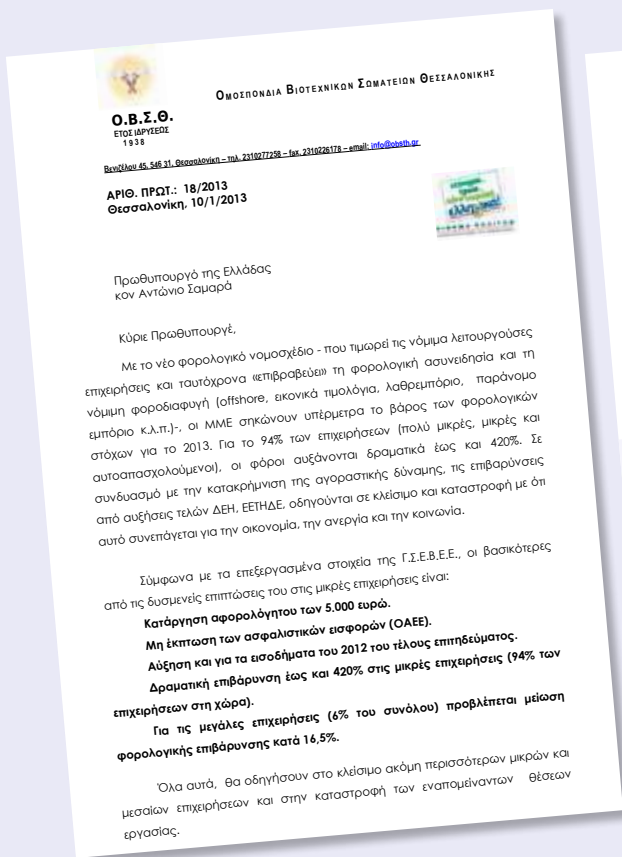 Ο.Β.Σ.Θ.
ΕΤΟΣ ΙΔΡΥΣΕΩΣ
1938
ΟΜΟΣΠΟΝΔΙΑ ΒΙΟΤΕΧΝΙΚΩΝ ΣΩΜΑΤΕΙΩΝ ΘΕΣΣΑΛΟΝΙΚΗΣ
Βενιζέλου 45, 546 31, Θεσσαλονίκη – τηλ. 2310277258 – fax. 2310226178 – email: info@obsth.gr
ΑΡΙΘ. ΠΡΩΤ.: 18/2013
Θεσσαλονίκη, 10/1/2013
Πρωθυπουργό της Ελλάδας
κον Αντώνιο Σαμαρά
Κύριε Πρωθυπουργέ,
Με το νέο φορολογικό νομοσχέδιο - που τιμωρεί τις νόμιμα λειτουργούσες
επιχειρήσεις και ταυτόχρονα «επιβραβεύει» τη φορολογική ασυνειδησία και τη
νόμιμη φοροδιαφυγή (offshore, εικονικά τιμολόγια, λαθρεμπόριο, παράνομο
εμπόριο κ.λ.π.)-, οι ΜΜΕ σηκώνουν υπέρμετρα το βάρος των φορολογικών
στόχων για το 2013. Για το 94% των επιχειρήσεων (πολύ μικρές, μικρές και
αυτοαπασχολούμενοι), οι φόροι αυξάνονται δραματικά έως και 420%. Σε
συνδυασμό με την κατακρήμνιση της αγοραστικής δύναμης, τις επιβαρύνσεις
από αυξήσεις τελών ΔΕΗ, ΕΕΤΗΔΕ, οδηγούνται σε κλείσιμο και καταστροφή με ότι
αυτό συνεπάγεται για την οικονομία, την ανεργία και την κοινωνία.
Σύμφωνα με τα επεξεργασμένα στοιχεία της Γ.Σ.Ε.Β.Ε.Ε., οι βασικότερες
από τις δυσμενείς επιπτώσεις του στις μικρές επιχειρήσεις είναι:
Κατάργηση αφορολόγητου των 5.000 ευρώ.
Μη έκπτωση των ασφαλιστικών εισφορών (ΟΑΕΕ).
Αύξηση και για τα εισοδήματα του 2012 του τέλους επιτηδεύματος.
Δραματική επιβάρυνση έως και 420% στις μικρές επιχειρήσεις (94% των
επιχειρήσεων στη χώρα).
Για τις μεγάλες επιχειρήσεις (6% του συνόλου) προβλέπεται μείωση
φορολογικής επιβάρυνσης κατά 16,5%.
Όλα αυτά, θα οδηγήσουν στο κλείσιμο ακόμη περισσότερων μικρών και
μεσαίων επιχειρήσεων και στην καταστροφή των εναπομείναντων θέσεων
εργασίας.